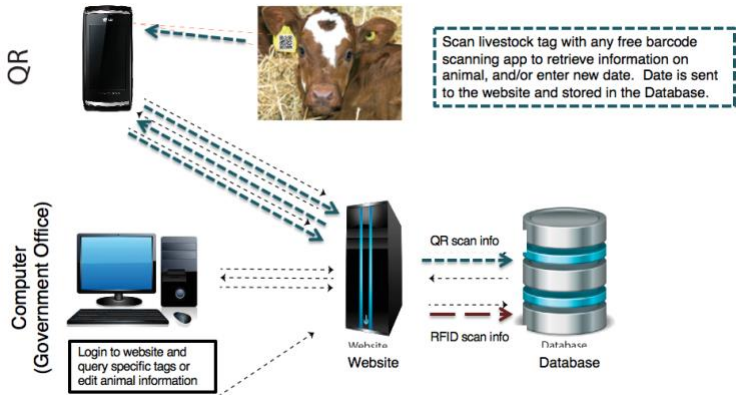 QR
Scan livestock tag with any free barcode
scanning app to retrieve information on
animal, and/or enter new date. Date is sent
to the website and stored in the Database.
Computer
(Government Office)
QR scan info
RFID scan info
Login to website and
query specific tags or
edit animal information
Website
Website
Database
Database